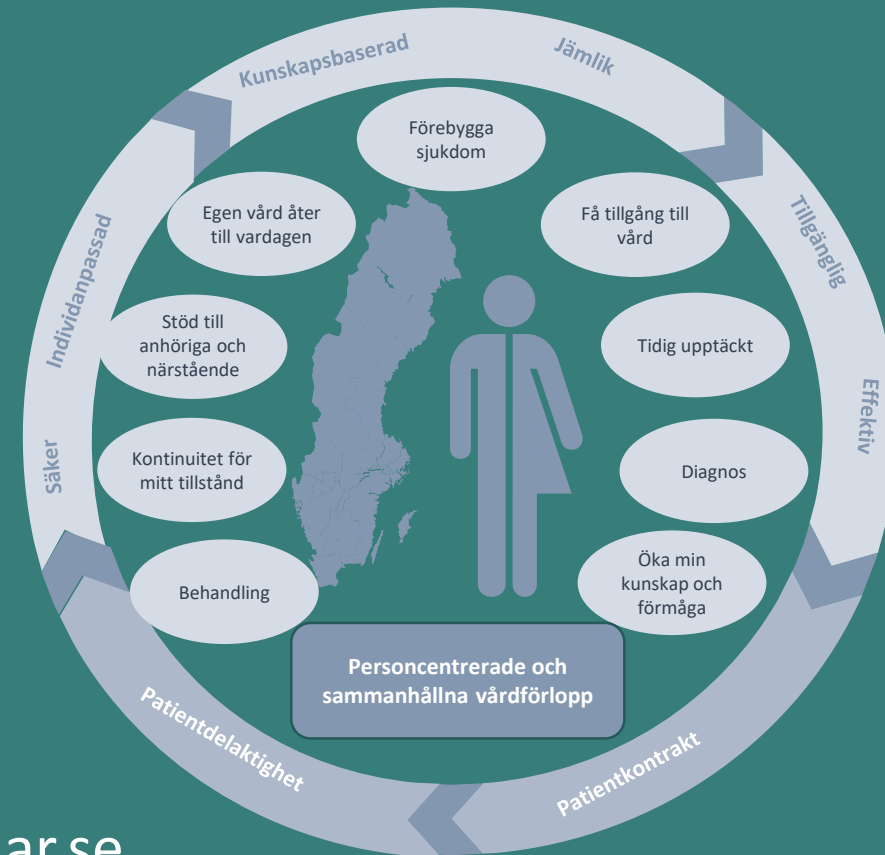 Kunskapsbaserad
Jämlik
Tillgänglig
Effektiv
Patientkontrakt
Patientdelaktighet
Säker
Individanpassad
Förebygga
sjukdom
Få tillgång till
vård
Tidig upptäckt
Diagnos
Öka min
kunskap och
förmåga
Behandling
Kontinuitet för
mitt tillstånd
Stöd till
anhöriga och
närstående
Egen vård åter
till vardagen
Personcentrerade och
sammanhållna vårdförlopp